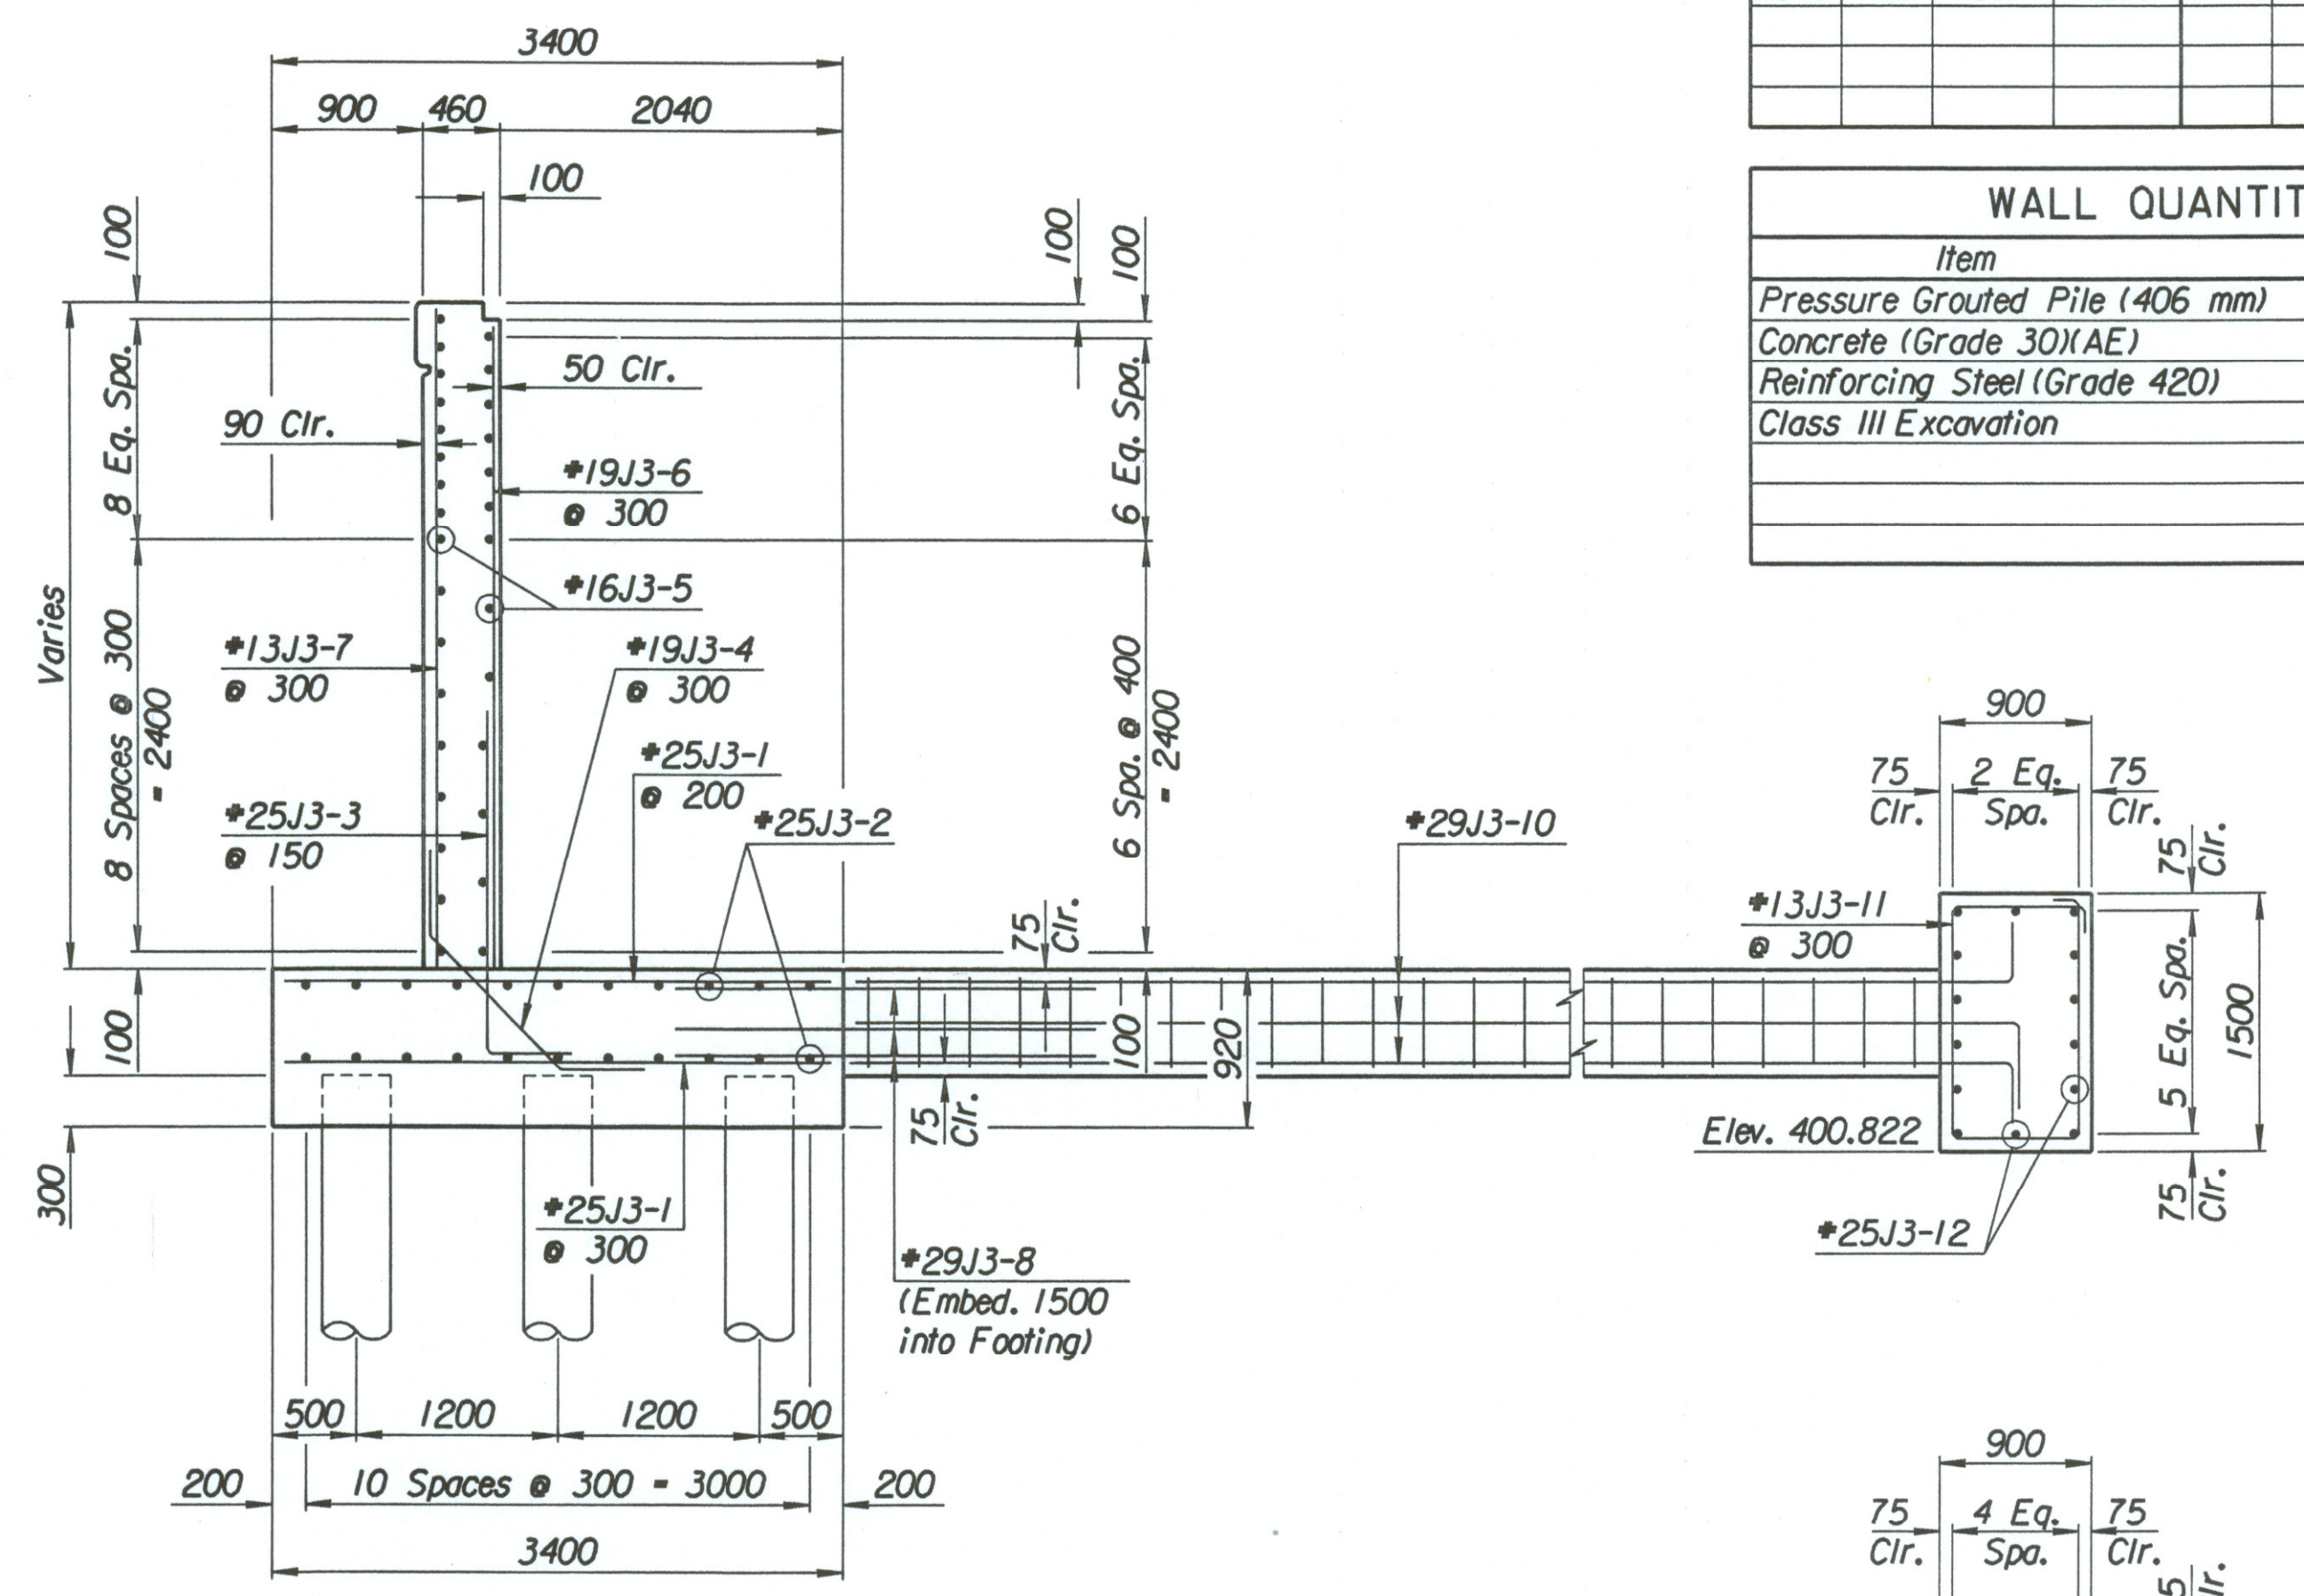 3400
900 460 2040
100
100
100
100
WALL QUANTIT
Item
Pressure Grouted Pile (406 mm)
Concrete (Grade 30)(AE)
Reinforcing Steel (Grade 420)
Class III Excavation
8 Eq. Spa.
50 Clr.
90 Clr.
6 Eq. Spa.
#19J3-6
@ 300
#16J3-5
Varies
8 Spaces @ 300
= 2400
#13J3-7
@ 300
#19J3-4
@ 300
6 Spa. @ 400
= 2400
#25J3-1
@ 200
#25J3-3
@ 150
#25J3-2
#29J3-10
900
75
Clr.
2 Eq.
Spa.
75
Clr.
75
Clr.
#13J3-11
@ 300
75
Clr.
5 Eq. Spa.
1500
100
100
920
75
Clr.
Elev. 400.822
75
Clr.
#25J3-12
300
#25J3-1
@ 300
#29J3-8
(Embed. 1500
into Footing)
500 1200 1200 500
200 10 Spaces @ 300 = 3000 200
3400
900
75
Clr.
4 Eq.
Spa.
75
Clr.